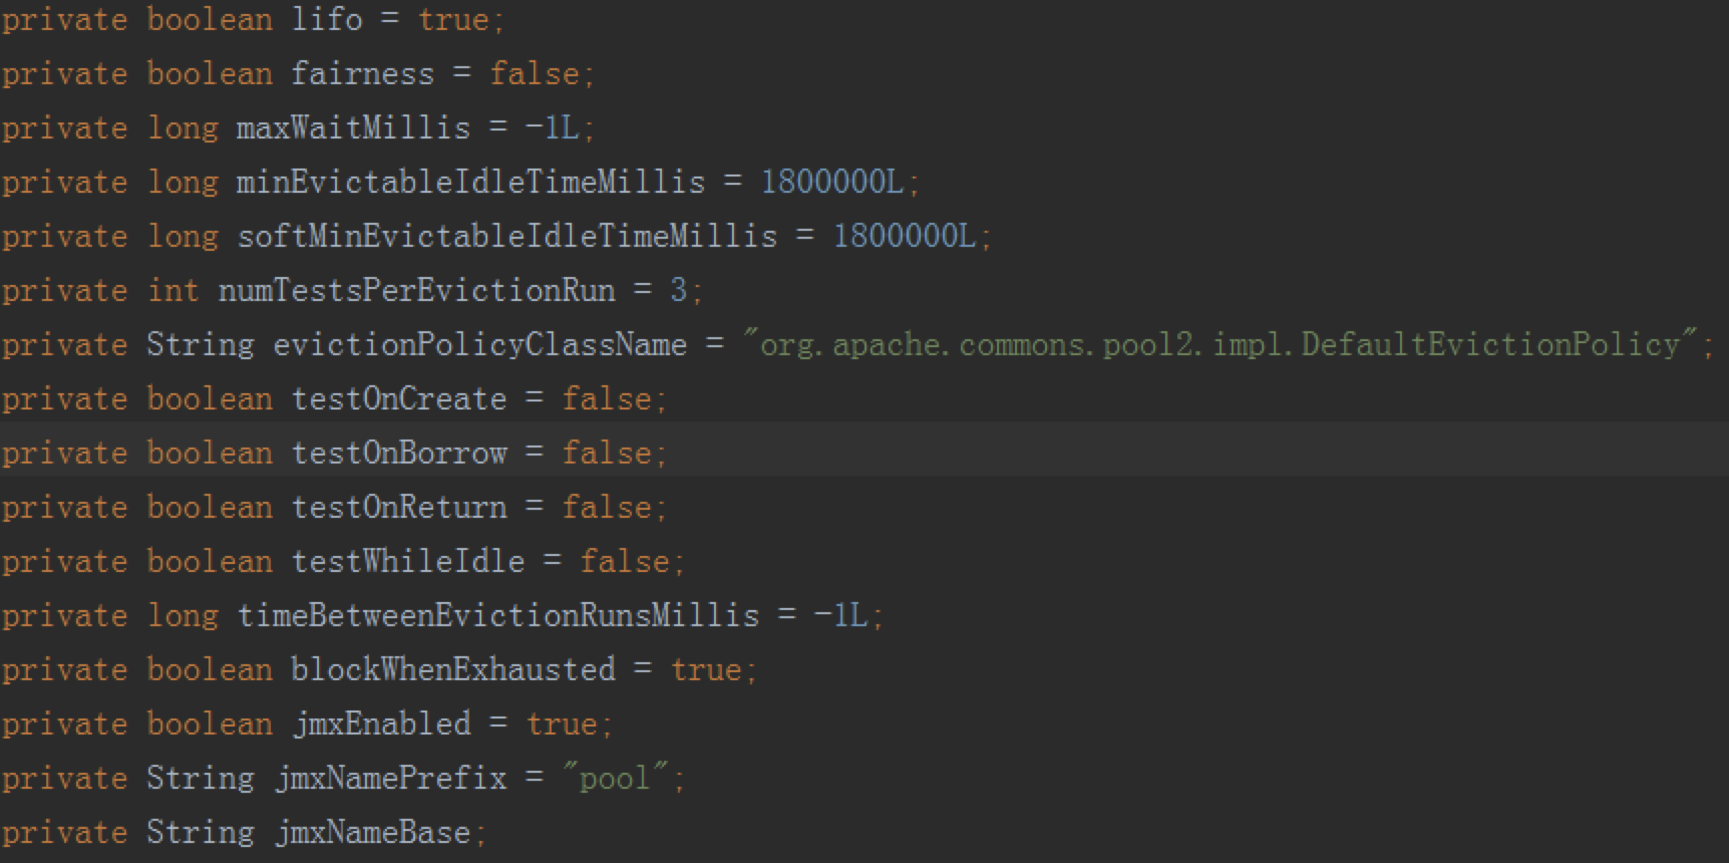 private boolean lifo = true;
private boolean fairness = false;
private long maxWaitMillis = -1L;
private long minEvictableIdleTimeMillis = 1800000L;
private long softMinEvictableIdleTimeMillis = 1800000L;
private int numTestsPerEvictionRun = 3;
private String evictionPolicyClassName = "org.apache.commons.pool2.impl.DefaultEvictionPolicy";
private boolean testOnCreate = false;
private boolean testOnBorrow = false;
private boolean testOnReturn = false;
private boolean testWhileIdle = false;
private long timeBetweenEvictionRunsMillis = -1L;
private boolean blockWhenExhausted = true;
private boolean jmxEnabled = true;
private String jmxNamePrefix = "pool";
private String jmxNameBase;